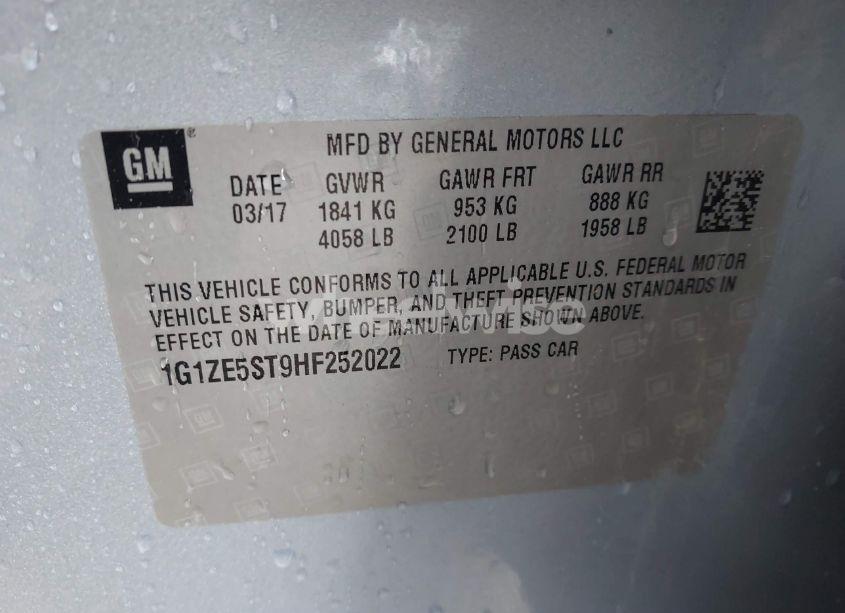 GM
MFD BY GENERAL MOTORS LLC
DATE GVWR GAWR FRT GAWR RR
03/17 1841 KG 953 KG 888 KG
4058 LB 2100 LB 1958 LB
THIS VEHICLE CONFORMS TO ALL APPLICABLE U.S. FEDERAL MOTOR
VEHICLE SAFETY, BUMPER, AND THEFT PREVENTION STANDARDS IN
EFFECT ON THE DATE OF MANUFACTURE SHOWN ABOVE.
1G1ZE5ST9HF252022 TYPE: PASS CAR